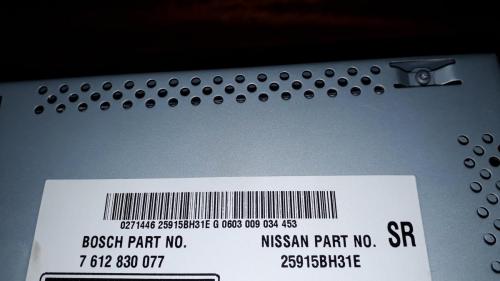 0271446 25915BH31E G 0603 009 034 453
BOSCH PART NO. NISSAN PART NO. SR
7 612 830 077 25915BH31E